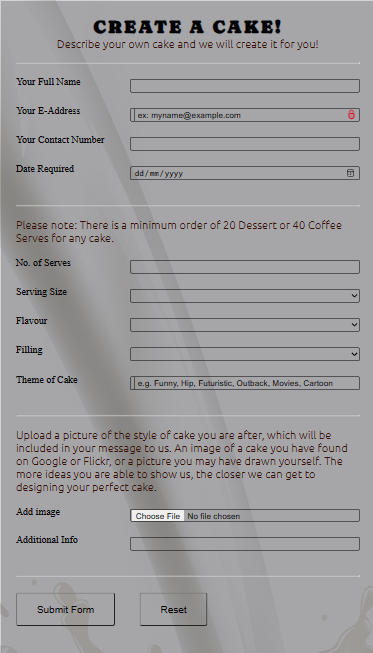 CREATE A CAKE!
Describe your own cake and we will create it for you!
Your Full Name
Your E-Address
ex: myname@example.com
Your Contact Number
Date Required
dd/mm/yyyy
Please note: There is a minimum order of 20 Dessert or 40 Coffee
Serves for any cake.
No. of Serves
Serving Size
Flavour
Filling
Theme of Cake
e.g. Funny, Hip, Futuristic, Outback, Movies, Cartoon
Upload a picture of the style of cake you are after, which will be
included in your message to us. An image of a cake you have found
on Google or Flickr, or a picture you may have drawn yourself. The
more ideas you are able to show us, the closer we can get to
designing your perfect cake.
Add image
Choose File No file chosen
Additional Info
Submit Form
Reset